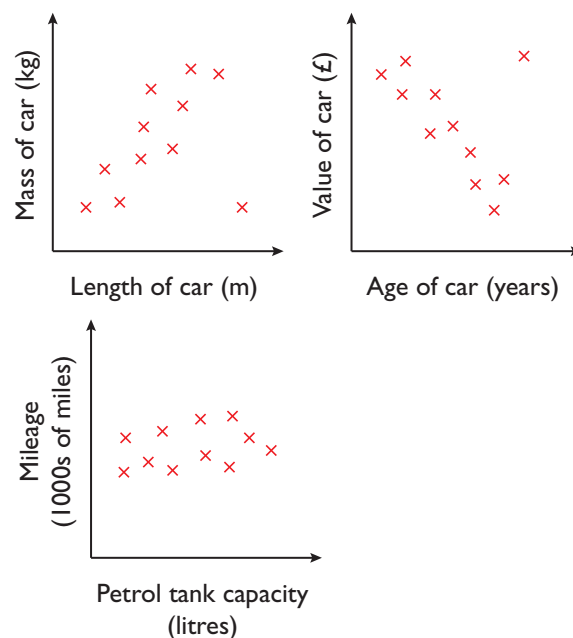 Mass of car (kg)
Length of car (m)
Value of car (£)
Age of car (years)
Mileage
(1000s of miles)
Petrol tank capacity
(litres)